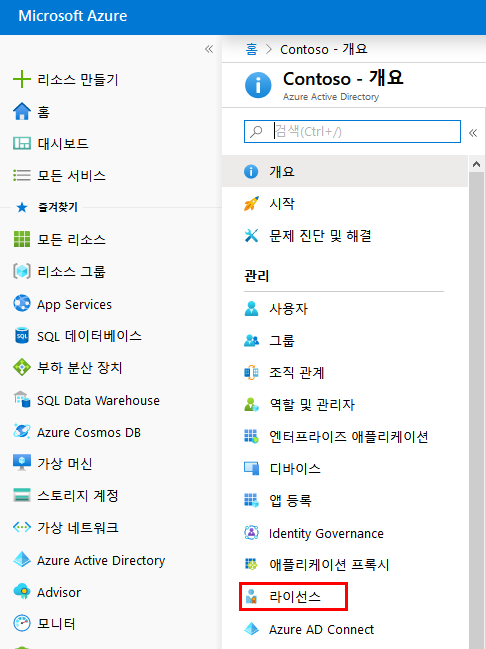 Microsoft Azure
«
리소스 만들기
홈
대시보드
모든 서비스
즐겨찾기
모든 리소스
리소스 그룹
App Services
SQL 데이터베이스
부하 분산 장치
SQL Data Warehouse
Azure Cosmos DB
가상 머신
스토리지 계정
가상 네트워크
Azure Active Directory
Advisor
모니터
홈 > Contoso - 개요
Contoso - 개요
Azure Active Directory
검색(Ctrl+/)
«
개요
시작
문제 진단 및 해결
관리
사용자
그룹
조직 관계
역할 및 관리자
엔터프라이즈 애플리케이션
디바이스
앱 등록
Identity Governance
애플리케이션 프록시
라이선스
Azure AD Connect